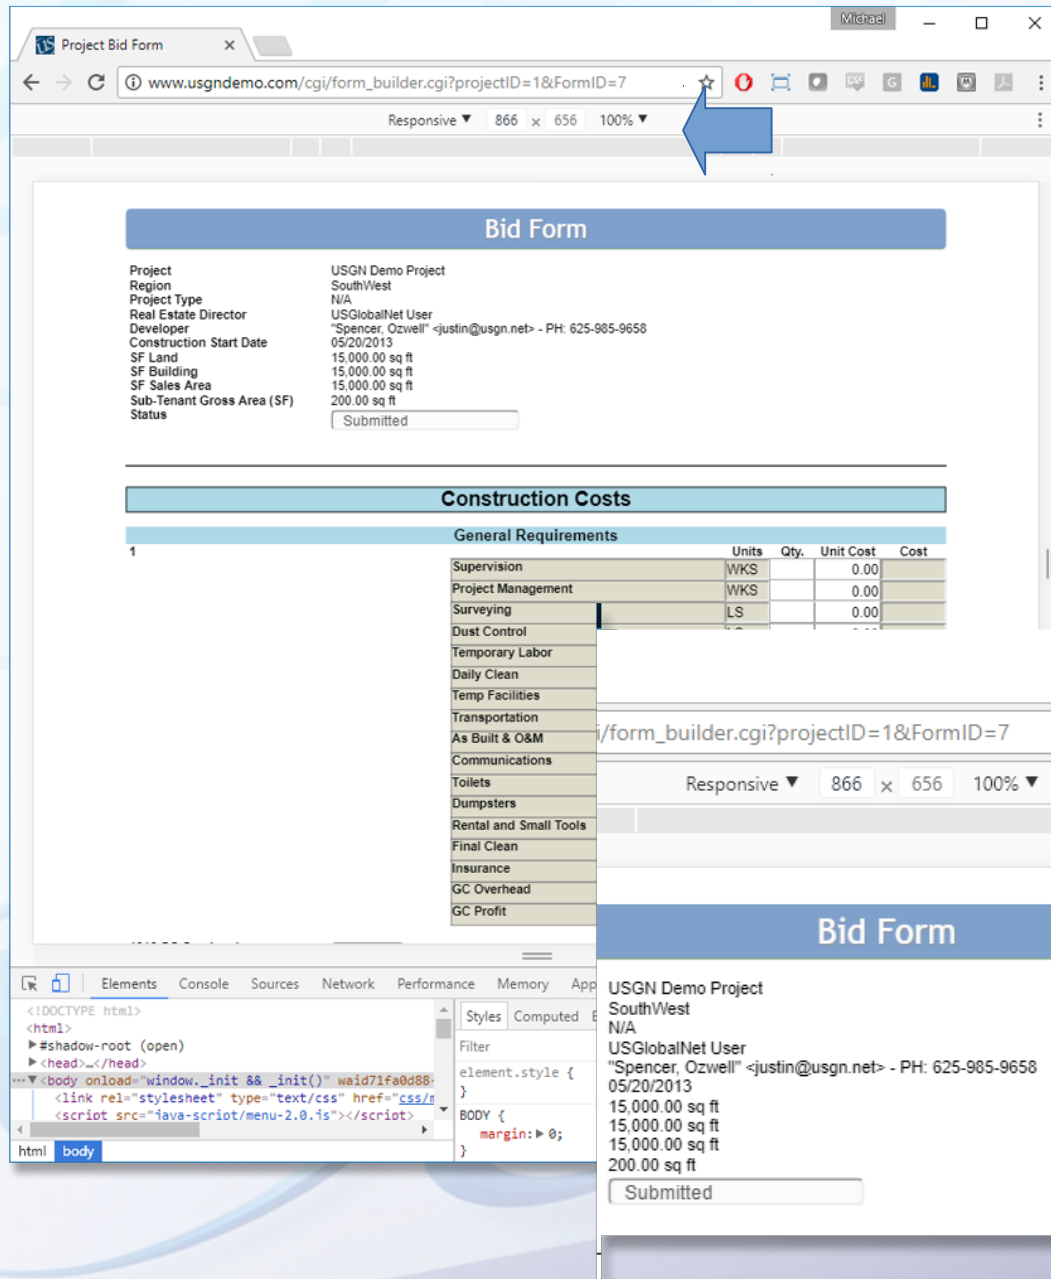 Michael
Project Bid Form
www.usgndemo.com/cgi/form_builder.cgi?projectID=1&FormID=7
Responsive ▼ 866 × 656 100% ▼
Bid Form
Project USGN Demo Project
Region SouthWest
Project Type N/A
Real Estate Director USGlobalNet User
Developer "Spencer, Ozwell" <justin@usgn.net> - PH: 625-985-9658
Construction Start Date 05/20/2013
SF Land 15,000.00 sq ft
SF Building 15,000.00 sq ft
SF Sales Area 15,000.00 sq ft
Sub-Tenant Gross Area (SF) 200.00 sq ft
Status Submitted
Construction Costs
General Requirements
1 Units Qty. Unit Cost Cost
Supervision WKS 0.00
Project Management WKS 0.00
Surveying LS 0.00
Dust Control
Temporary Labor
Daily Clean
Temp Facilities
Transportation
As Built & O&M
Communications
Toilets
Dumpsters
Rental and Small Tools
Final Clean
Insurance
GC Overhead
GC Profit
Elements Console Sources Network Performance Memory App
<!DOCTYPE html>
<html>
▶#shadow-root (open)
▶<head>…</head>
…▼<body onload="window._init && _init()" waid71fa0d88-
<link rel="stylesheet" type="text/css" href="css/m
<script src="java-script/menu-2.0.js"></script>
html body
Styles Computed E
Filter
element.style {
}
BODY {
margin:▶ 0;
}
i/form_builder.cgi?projectID=1&FormID=7
Responsive ▼ 866 × 656 100% ▼
Bid Form
USGN Demo Project
SouthWest
N/A
USGlobalNet User
"Spencer, Ozwell" <justin@usgn.net> - PH: 625-985-9658
05/20/2013
15,000.00 sq ft
15,000.00 sq ft
15,000.00 sq ft
200.00 sq ft
Submitted